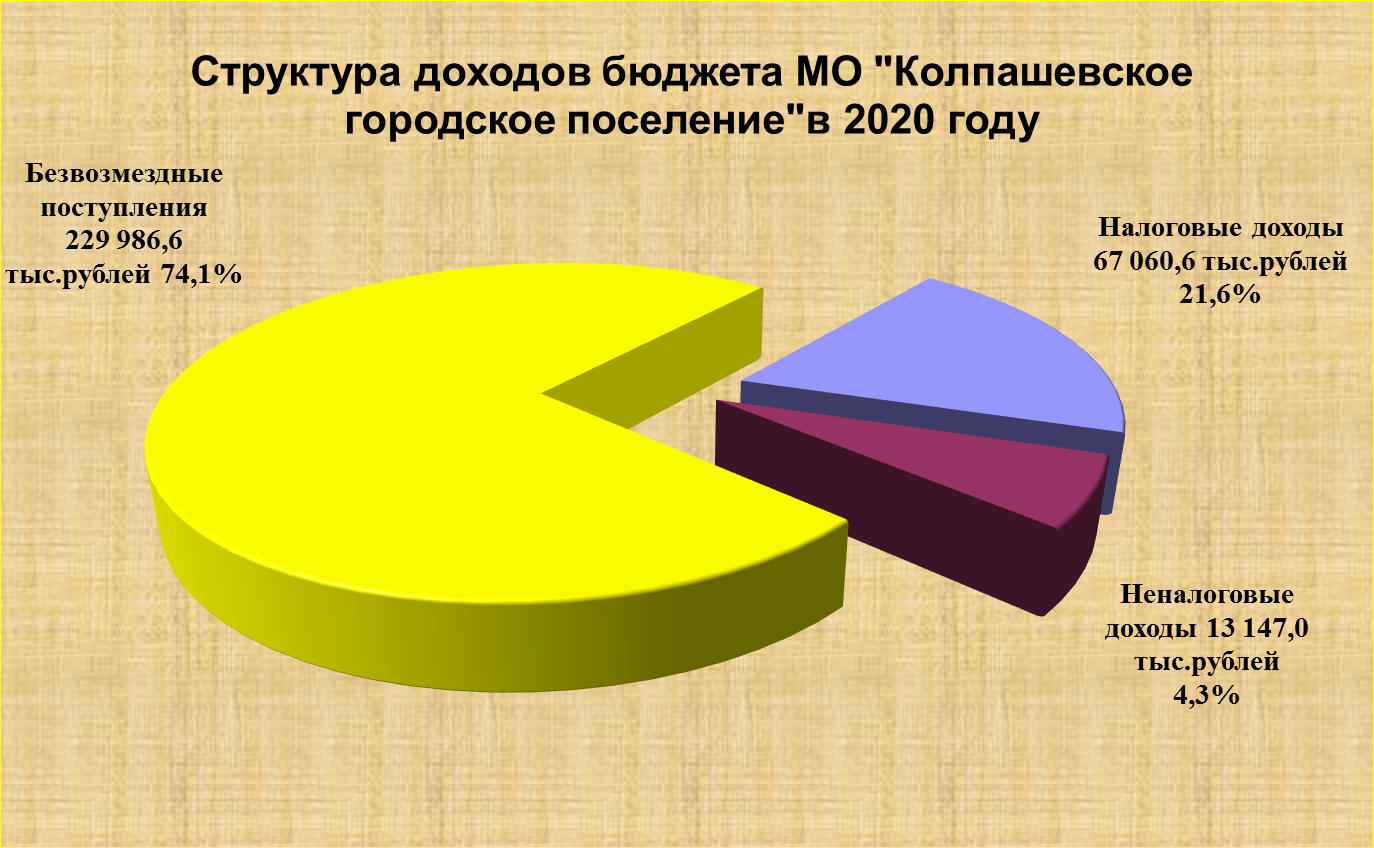 Структура доходов бюджета МО "Колпашевское
городское поселение"в 2020 году
Безвозмездные
поступления
229 986,6
тыс.рублей 74,1%
Налоговые доходы
67 060,6 тыс.рублей
21,6%
Неналоговые
доходы 13 147,0
тыс.рублей
4,3%